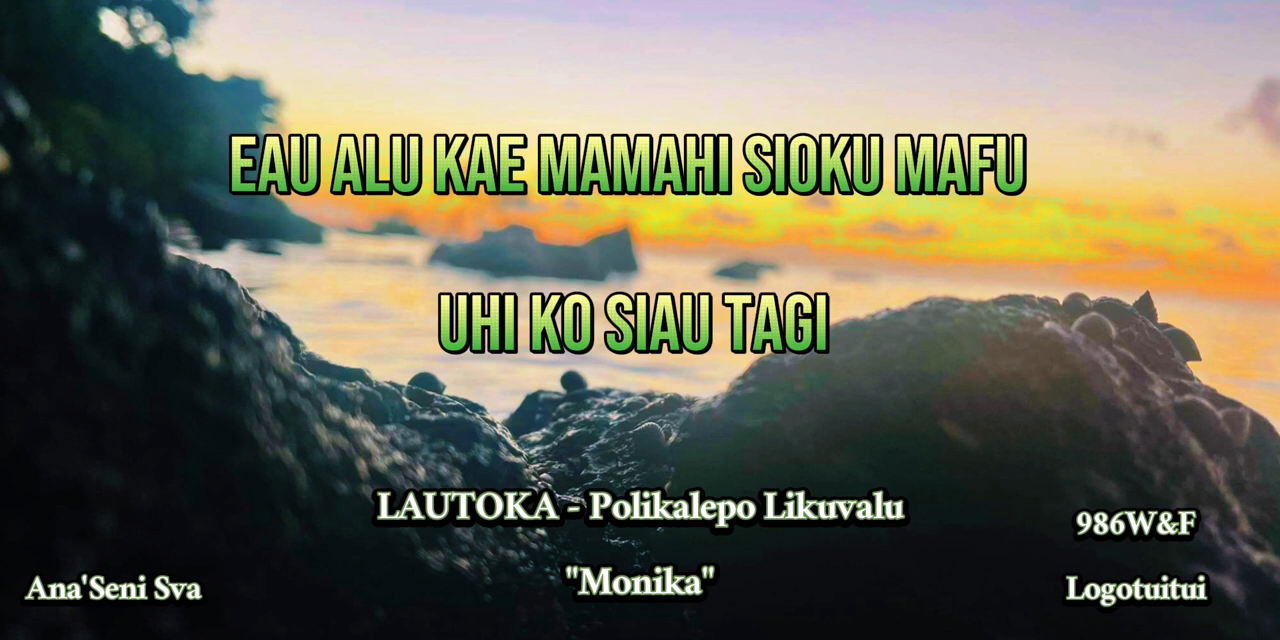 EAU ALU KAE MAMAHI SIOKU MAFU
UHI KO SIAU TAGI
LAUTOKA - Polikalepo Likuvalu
"Monika"
986W&F
Logotuitui
Ana'Seni Sva